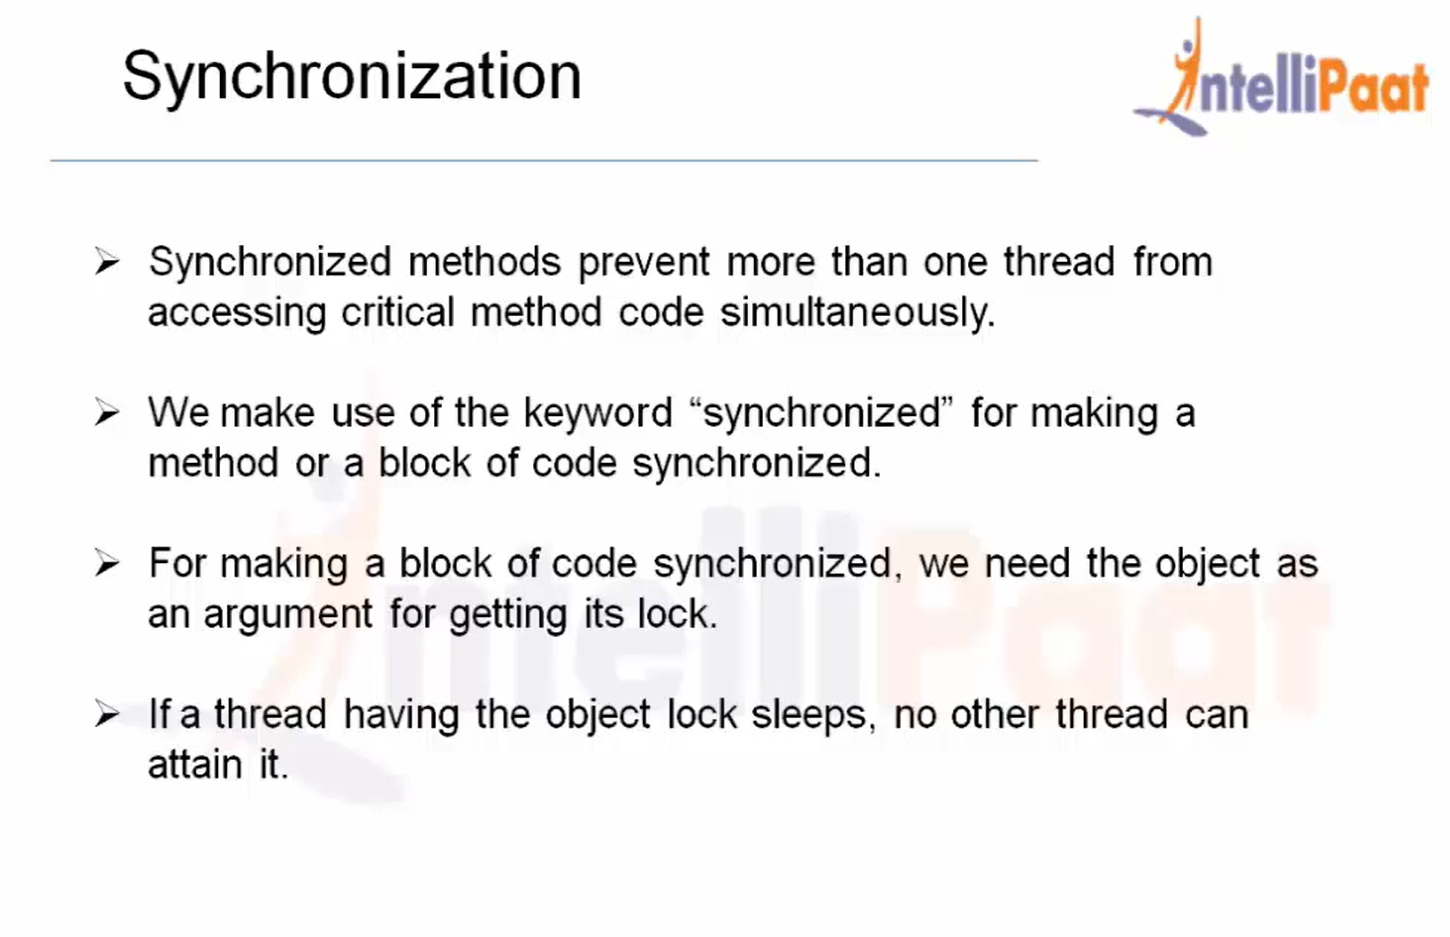 Synchronization
IntelliPaat
➢ Synchronized methods prevent more than one thread from
accessing critical method code simultaneously.
➢ We make use of the keyword “synchronized” for making a
method or a block of code synchronized.
➢ For making a block of code synchronized, we need the object as
an argument for getting its lock.
➢ If a thread having the object lock sleeps, no other thread can
attain it.
IntelliPaat